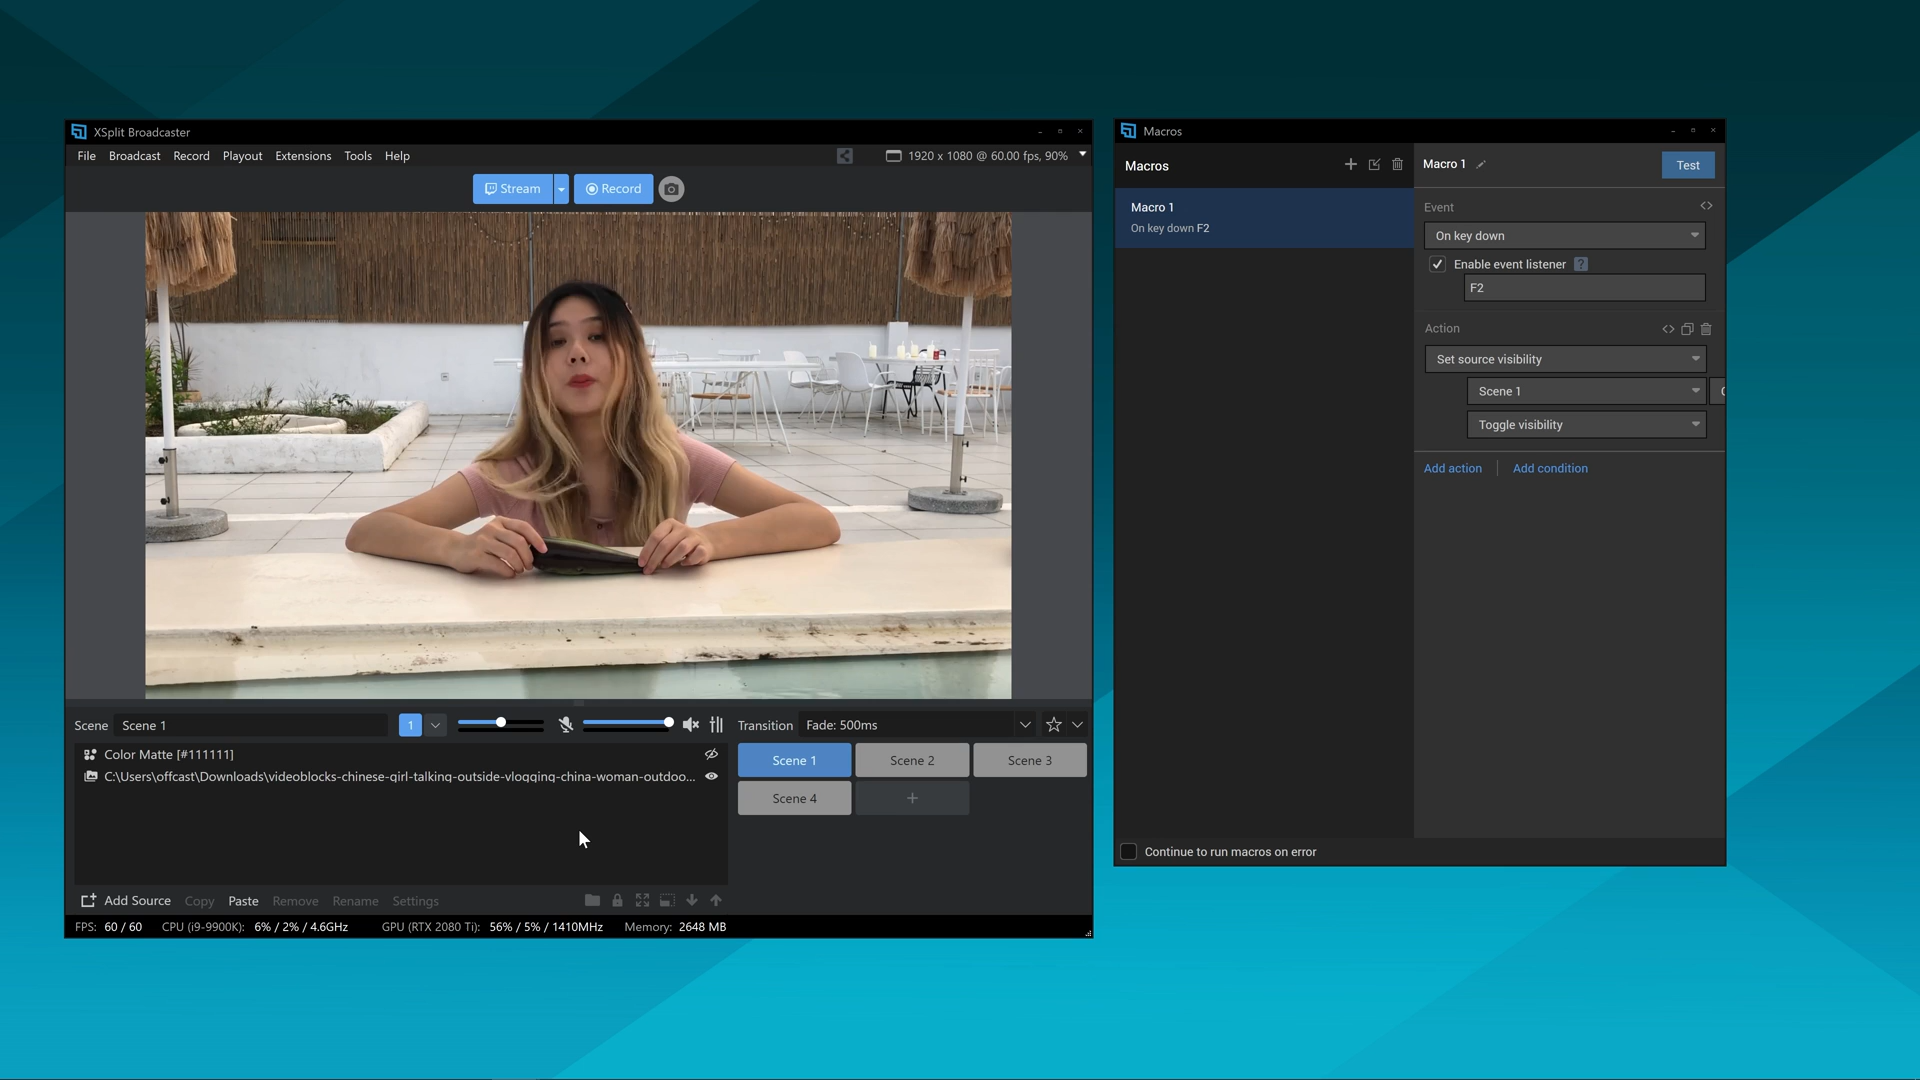 XSplit Broadcaster
File Broadcast Record Playout Extensions Tools Help
1920 x 1080 @ 60.00 fps, 90%
Stream
Record
Scene Scene 1
1
Transition Fade: 500ms
Color Matte [#111111]
C:\Users\offcast\Downloads\videoblocks-chinese-girl-talking-outside-vlogging-china-woman-outdoo...
Scene 1 Scene 2 Scene 3
Scene 4 +
Add Source Copy Paste Remove Rename Settings
FPS: 60 / 60 CPU (i9-9900K): 6% / 2% / 4.6GHz GPU (RTX 2080 Ti): 56% / 5% / 1410MHz Memory: 2648 MB
Macros
Macros
Macro 1
On key down F2
Macro 1
Test
Event
On key down
Enable event listener ?
F2
Action
Set source visibility
Scene 1
Toggle visibility
Add action Add condition
Continue to run macros on error